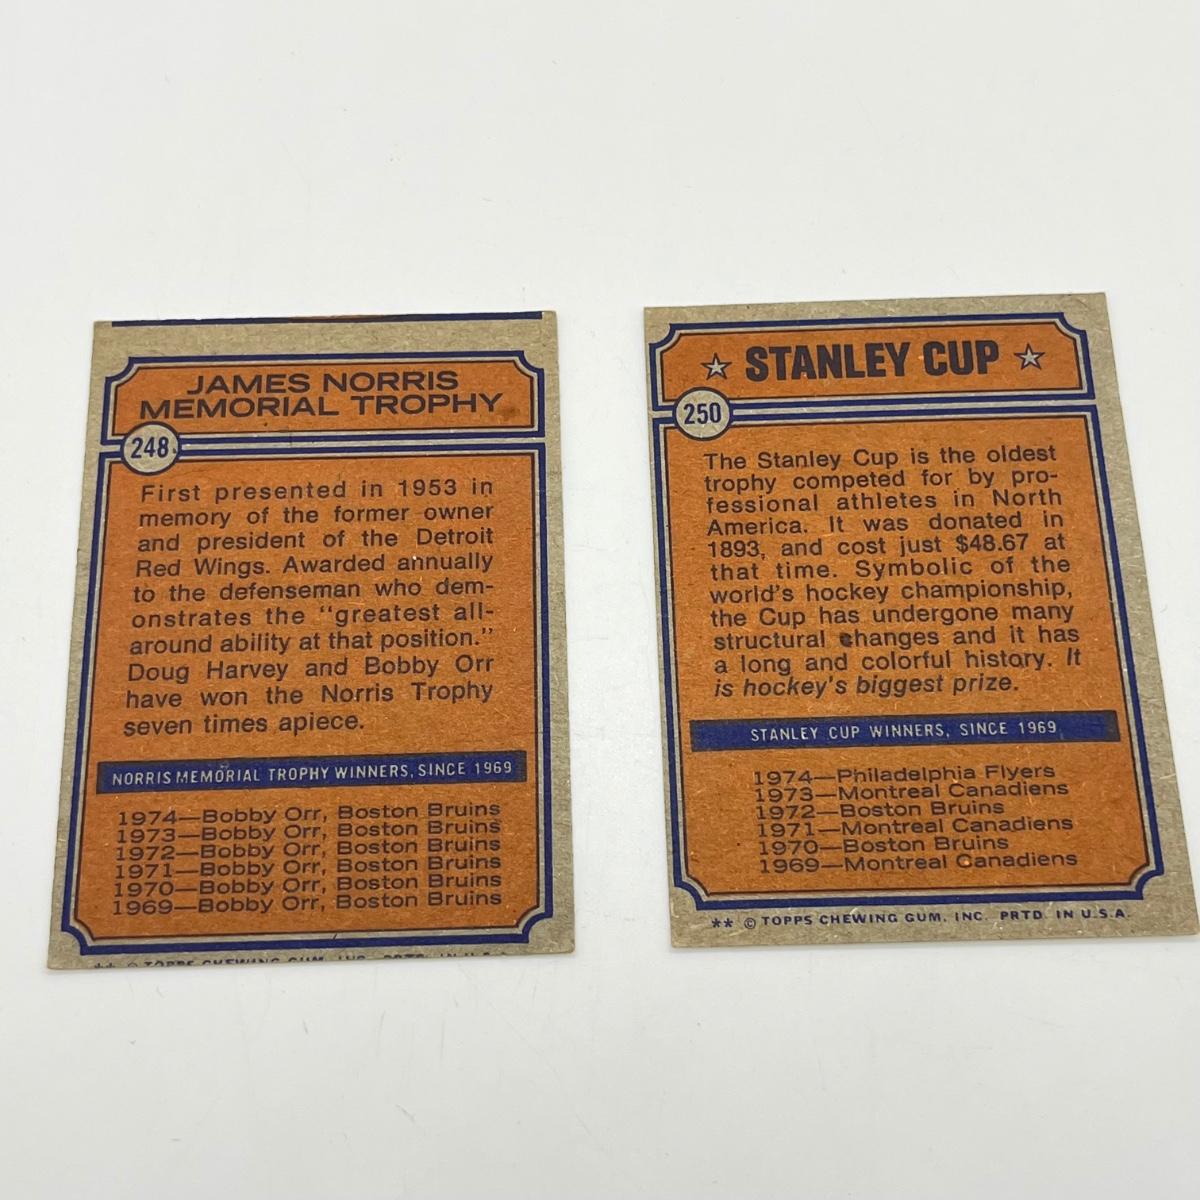 JAMES NORRIS
MEMORIAL TROPHY
248
First presented in 1953 in
memory of the former owner
and president of the Detroit
Red Wings. Awarded annually
to the defenseman who dem-
onstrates the "greatest all-
around ability at that position."
Doug Harvey and Bobby Orr
have won the Norris Trophy
seven times apiece.
NORRIS MEMORIAL TROPHY WINNERS, SINCE 1969
1974—Bobby Orr, Boston Bruins
1973—Bobby Orr, Boston Bruins
1972—Bobby Orr, Boston Bruins
1971—Bobby Orr, Boston Bruins
1970—Bobby Orr, Boston Bruins
1969—Bobby Orr, Boston Bruins
** © TOPPS CHEWING GUM, INC. PRTD. IN U.S.A.
☆ STANLEY CUP ☆
250
The Stanley Cup is the oldest
trophy competed for by pro-
fessional athletes in North
America. It was donated in
1893, and cost just $48.67 at
that time. Symbolic of the
world's hockey championship,
the Cup has undergone many
structural changes and it has
a long and colorful history. It
is hockey's biggest prize.
STANLEY CUP WINNERS, SINCE 1969
1974—Philadelphia Flyers
1973—Montreal Canadiens
1972—Boston Bruins
1971—Montreal Canadiens
1970—Boston Bruins
1969—Montreal Canadiens
** © TOPPS CHEWING GUM, INC. PRTD. IN U.S.A.